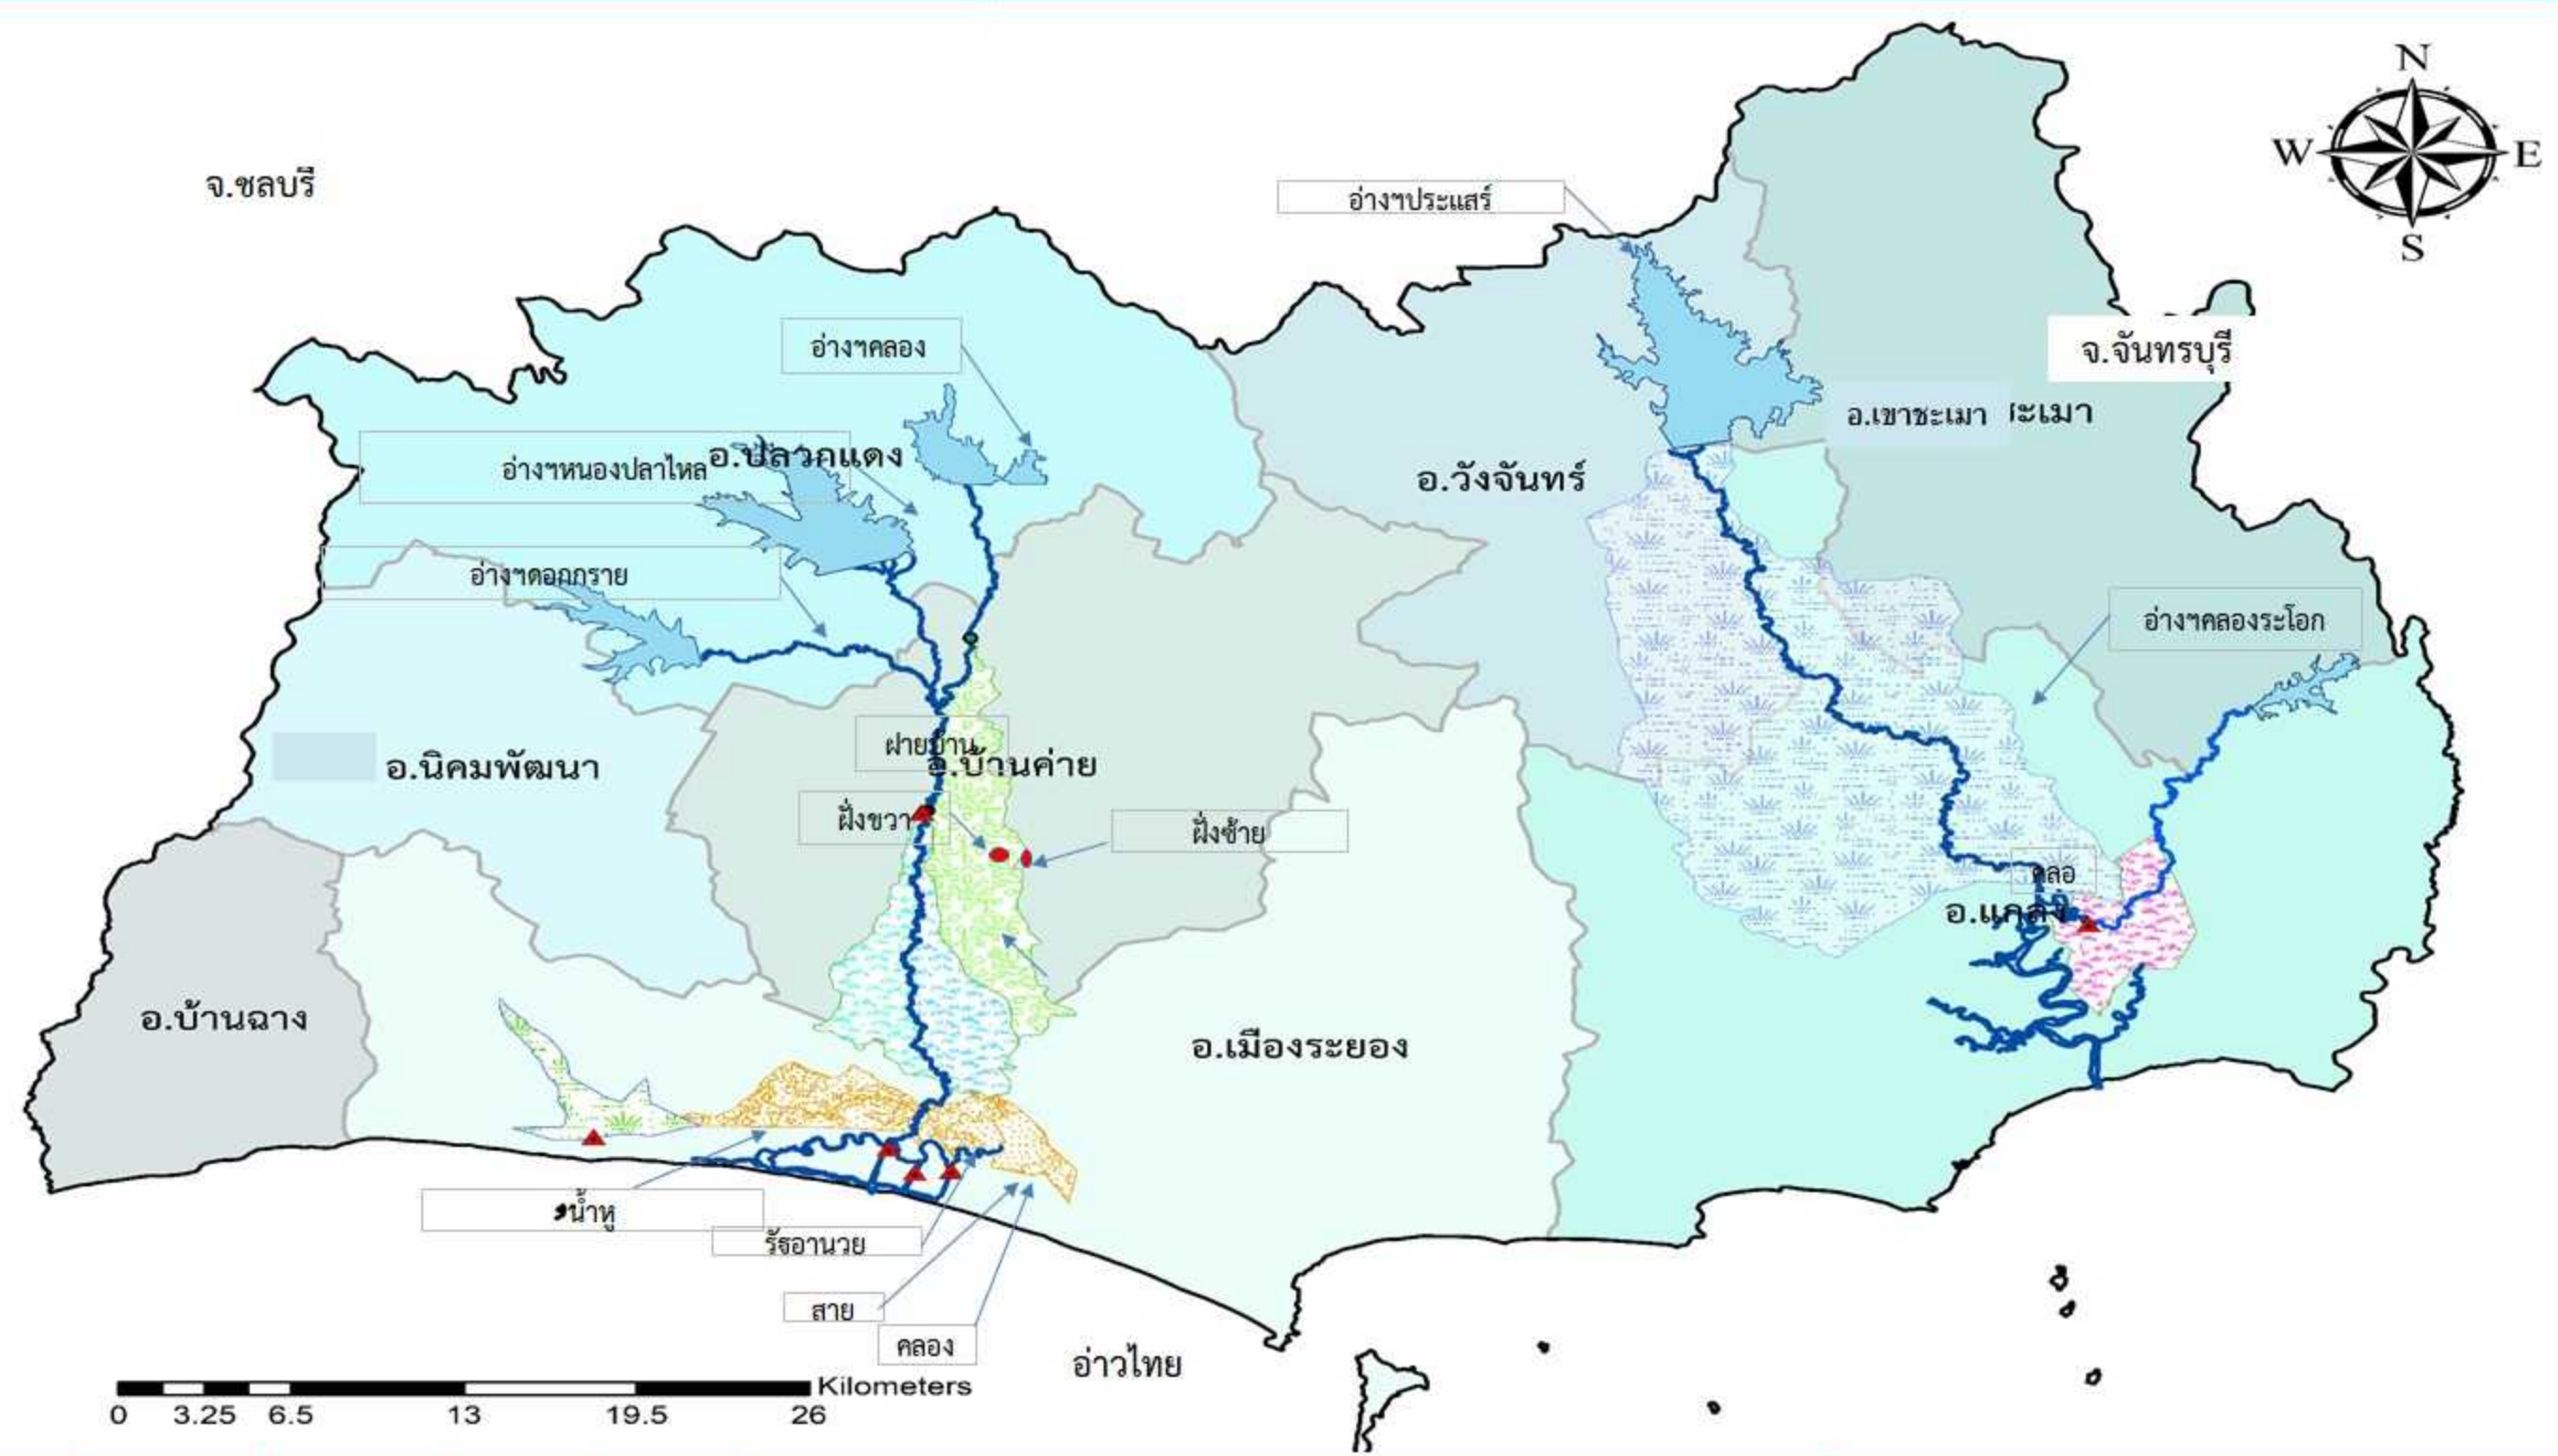 N
W
E
S
จ.ชลบุรี
อ่างฯประแสร์
อ่างฯคลอง
จ.จันทรบุรี
อ.เขาชะเมา
ชะเมา
อ.ปลวกแดง
อ่างฯหนองปลาไหล
อ.วังจันทร์
อ่างฯดอกกราย
อ่างฯคลองระโอก
ฝายบ้าน
อ.บ้านค่าย
อ.นิคมพัฒนา
ฝั่งขวา
ฝั่งซ้าย
คลอ
อ.แกลง
อ.บ้านฉาง
อ.เมืองระยอง
น้ำหู
รัฐอานวย
สาย
คลอง
อ่าวไทย
Kilometers
0 3.25 6.5 13 19.5 26